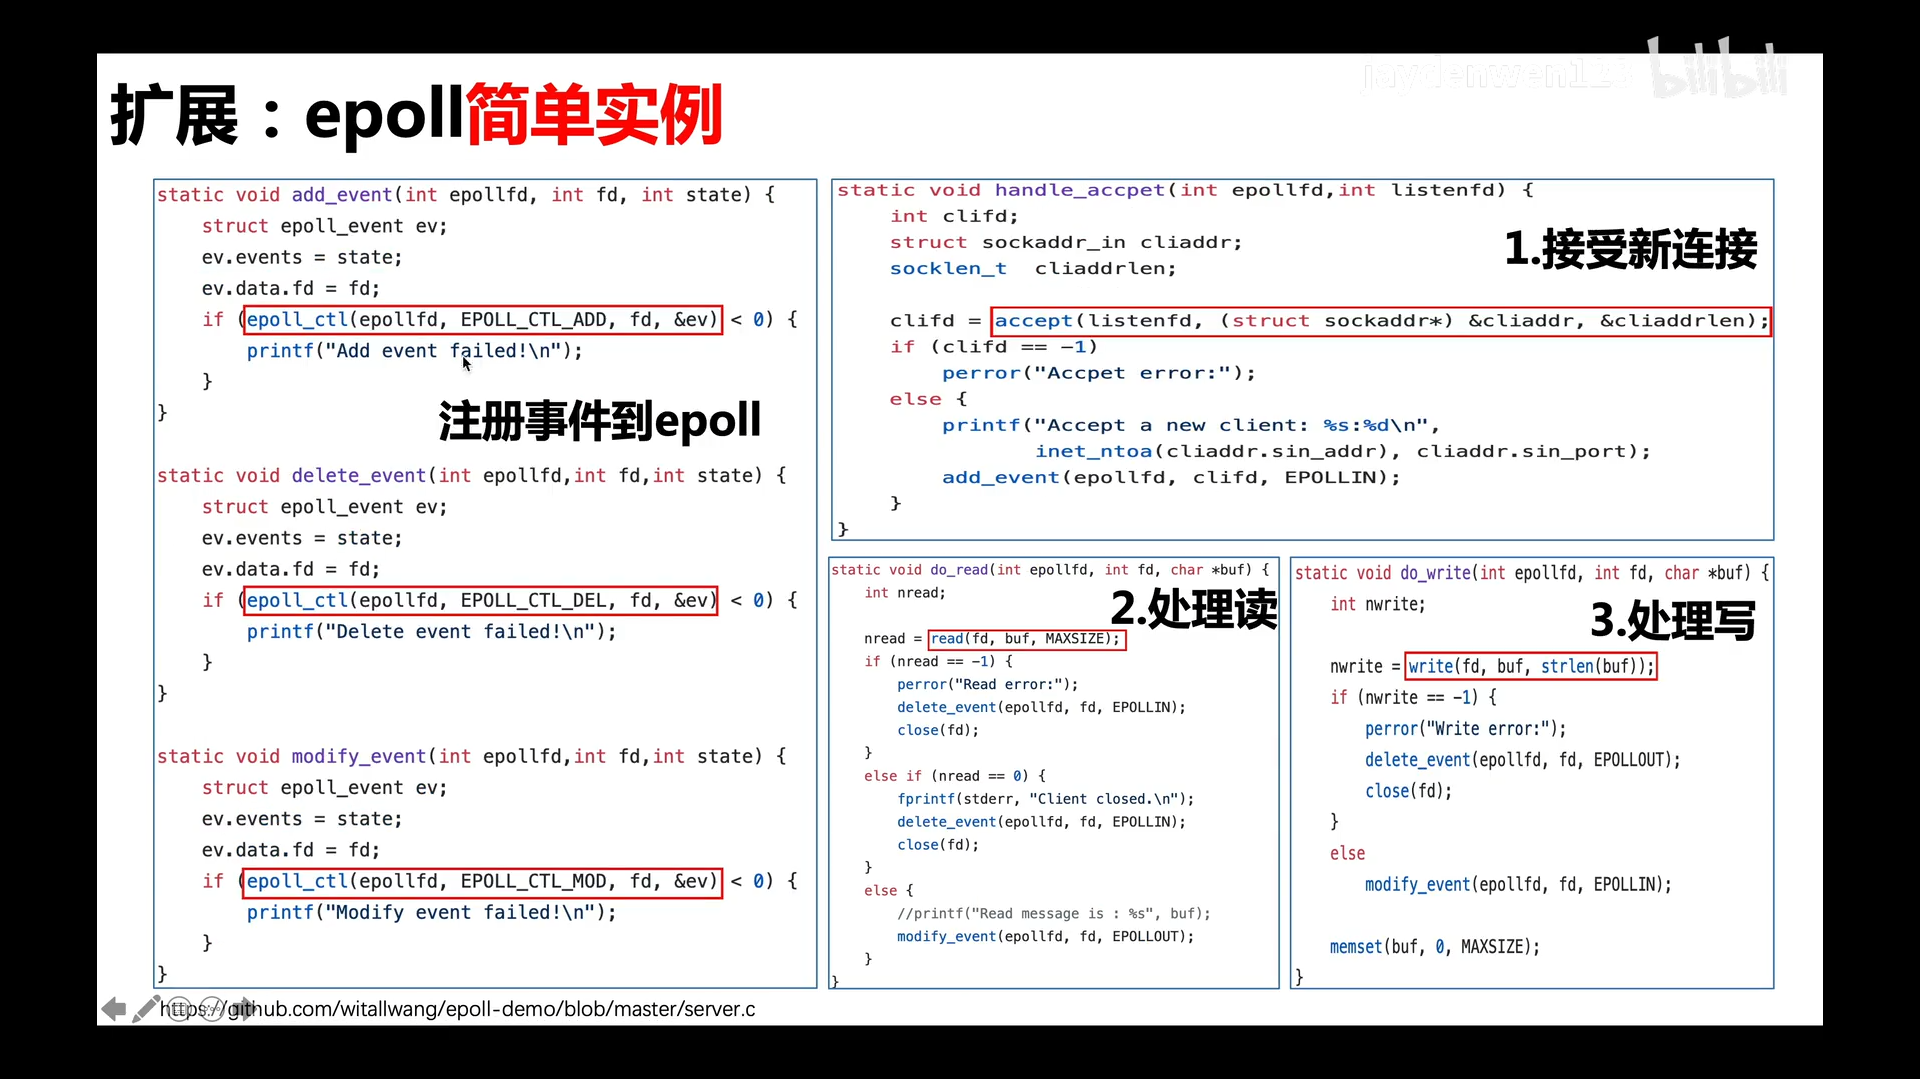 jaydenwen123 bilibili
扩展：epoll简单实例
static void add_event(int epollfd, int fd, int state) {
    struct epoll_event ev;
    ev.events = state;
    ev.data.fd = fd;
    if (epoll_ctl(epollfd, EPOLL_CTL_ADD, fd, &ev) < 0) {
        printf("Add event failed!\n");
    }
}
注册事件到epoll
static void delete_event(int epollfd,int fd,int state) {
    struct epoll_event ev;
    ev.events = state;
    ev.data.fd = fd;
    if (epoll_ctl(epollfd, EPOLL_CTL_DEL, fd, &ev) < 0) {
        printf("Delete event failed!\n");
    }
}
static void modify_event(int epollfd,int fd,int state) {
    struct epoll_event ev;
    ev.events = state;
    ev.data.fd = fd;
    if (epoll_ctl(epollfd, EPOLL_CTL_MOD, fd, &ev) < 0) {
        printf("Modify event failed!\n");
    }
}
static void handle_accpet(int epollfd,int listenfd) {
    int clifd;
    struct sockaddr_in cliaddr;
    socklen_t  cliaddrlen;
1.接受新连接
    clifd = accept(listenfd, (struct sockaddr*) &cliaddr, &cliaddrlen);
    if (clifd == -1)
        perror("Accpet error:");
    else {
        printf("Accept a new client: %s:%d\n",
               inet_ntoa(cliaddr.sin_addr), cliaddr.sin_port);
        add_event(epollfd, clifd, EPOLLIN);
    }
}
static void do_read(int epollfd, int fd, char *buf) {
    int nread;
2.处理读
    nread = read(fd, buf, MAXSIZE);
    if (nread == -1) {
        perror("Read error:");
        delete_event(epollfd, fd, EPOLLIN);
        close(fd);
    }
    else if (nread == 0) {
        fprintf(stderr, "Client closed.\n");
        delete_event(epollfd, fd, EPOLLIN);
        close(fd);
    }
    else {
        //printf("Read message is : %s", buf);
        modify_event(epollfd, fd, EPOLLOUT);
    }
}
static void do_write(int epollfd, int fd, char *buf) {
    int nwrite;
3.处理写
    nwrite = write(fd, buf, strlen(buf));
    if (nwrite == -1) {
        perror("Write error:");
        delete_event(epollfd, fd, EPOLLOUT);
        close(fd);
    }
    else
        modify_event(epollfd, fd, EPOLLIN);
    memset(buf, 0, MAXSIZE);
}
https://github.com/witallwang/epoll-demo/blob/master/server.c